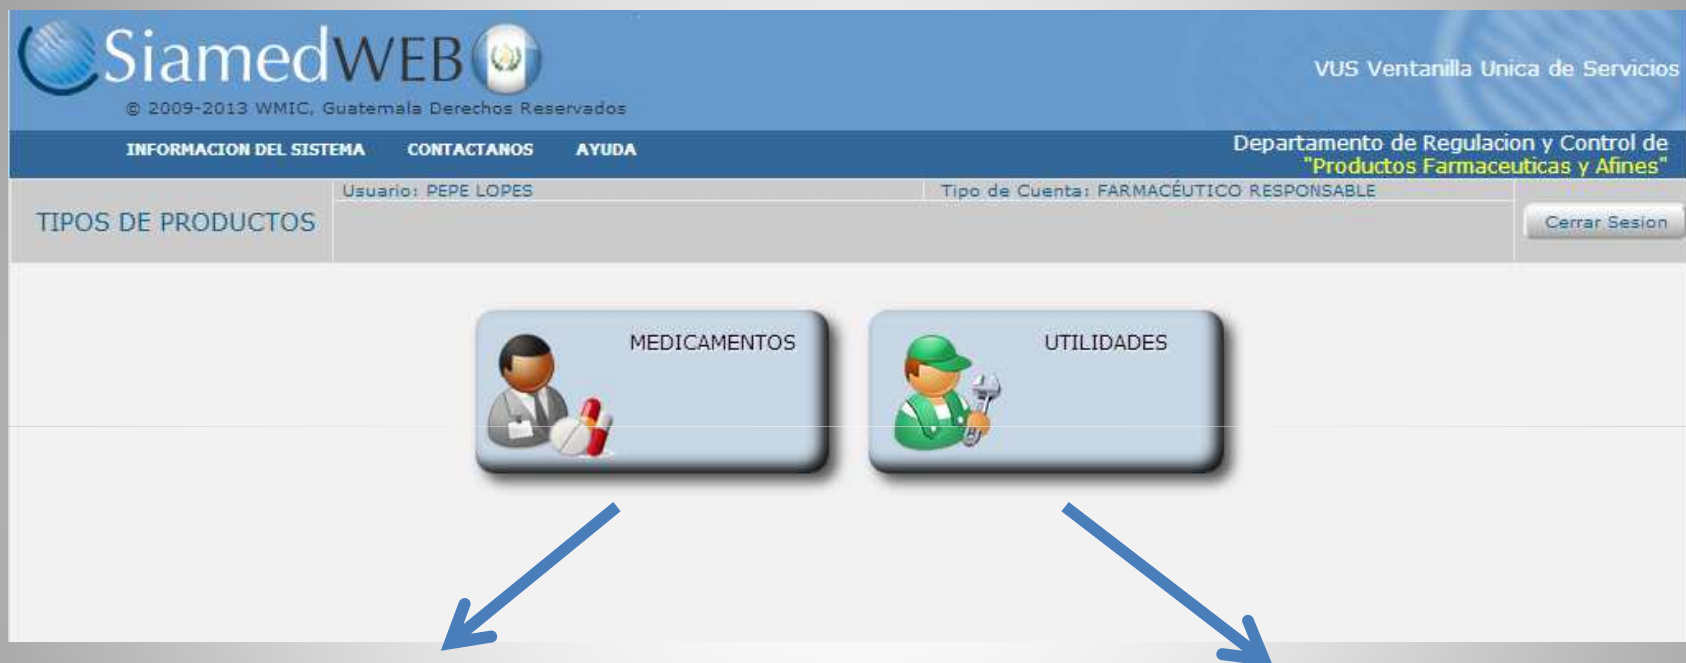 SiamedWEB
© 2009-2013 WMIC, Guatemala Derechos Reservados
VUS Ventanilla Unica de Servicios
INFORMACION DEL SISTEMA CONTACTANOS AYUDA
Departamento de Regulacion y Control de
"Productos Farmaceuticas y Afines"
TIPOS DE PRODUCTOS
Usuario: PEPE LOPES
Tipo de Cuenta: FARMACÉUTICO RESPONSABLE
Cerrar Sesion
MEDICAMENTOS
UTILIDADES